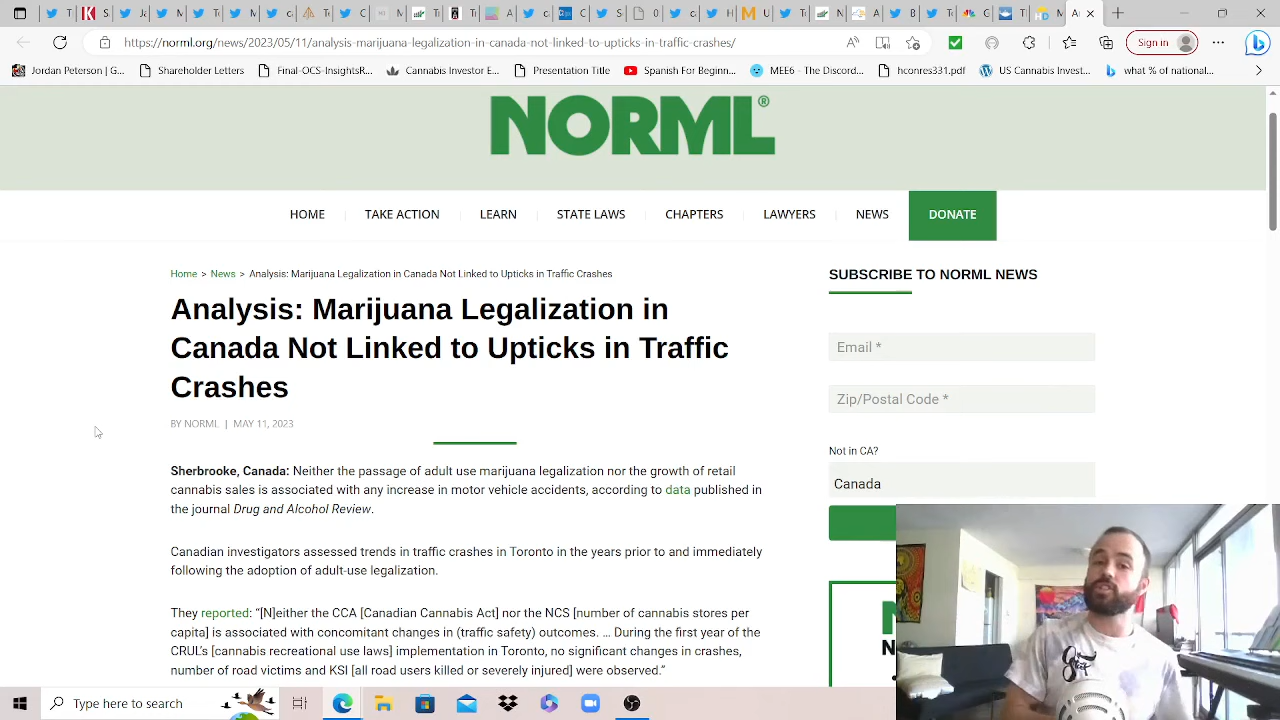 https://norml.org/news/2023/05/11/analysis-marijuana-legalization-in-canada-not-linked-to-upticks-in-traffic-crashes/
Sign in
Jordan Peterson | G...
Shareholder Letters
Final-OCS-InsightsR...
Canada Investor E...
Presentation Title
Spanish for Beginn...
MEE6 - Discord Bot
hocres331.pdf
US Cannabis Invest...
what % of national...
NORML®
HOME
TAKE ACTION
LEARN
STATE LAWS
CHAPTERS
LAWYERS
NEWS
DONATE
Home > News > Analysis: Marijuana Legalization in Canada Not Linked to Upticks in Traffic Crashes
Analysis: Marijuana Legalization in
Canada Not Linked to Upticks in Traffic
Crashes
BY NORML | MAY 11, 2023
Sherbrooke, Canada: Neither the passage of adult use marijuana legalization nor the growth of retail
cannabis sales is associated with any increase in motor vehicle accidents, according to data published in
the journal Drug and Alcohol Review.
Canadian investigators assessed trends in traffic crashes in Toronto in the years prior to and immediately
following the adoption of adult-use legalization.
They reported: “[N]either the CCA [Canadian Cannabis Act] nor the NCS [number of cannabis stores per
capita] is associated with concomitant changes in (traffic safety) outcomes. … During the first year of the
CRUL’s [cannabis recreational use laws] implementation in Toronto, no significant changes in crashes,
number of road victims and KSI [all road users killed or severely injured] were observed.”
SUBSCRIBE TO NORML NEWS
Email *
Zip/Postal Code *
Not in CA?
Canada
Type here to search